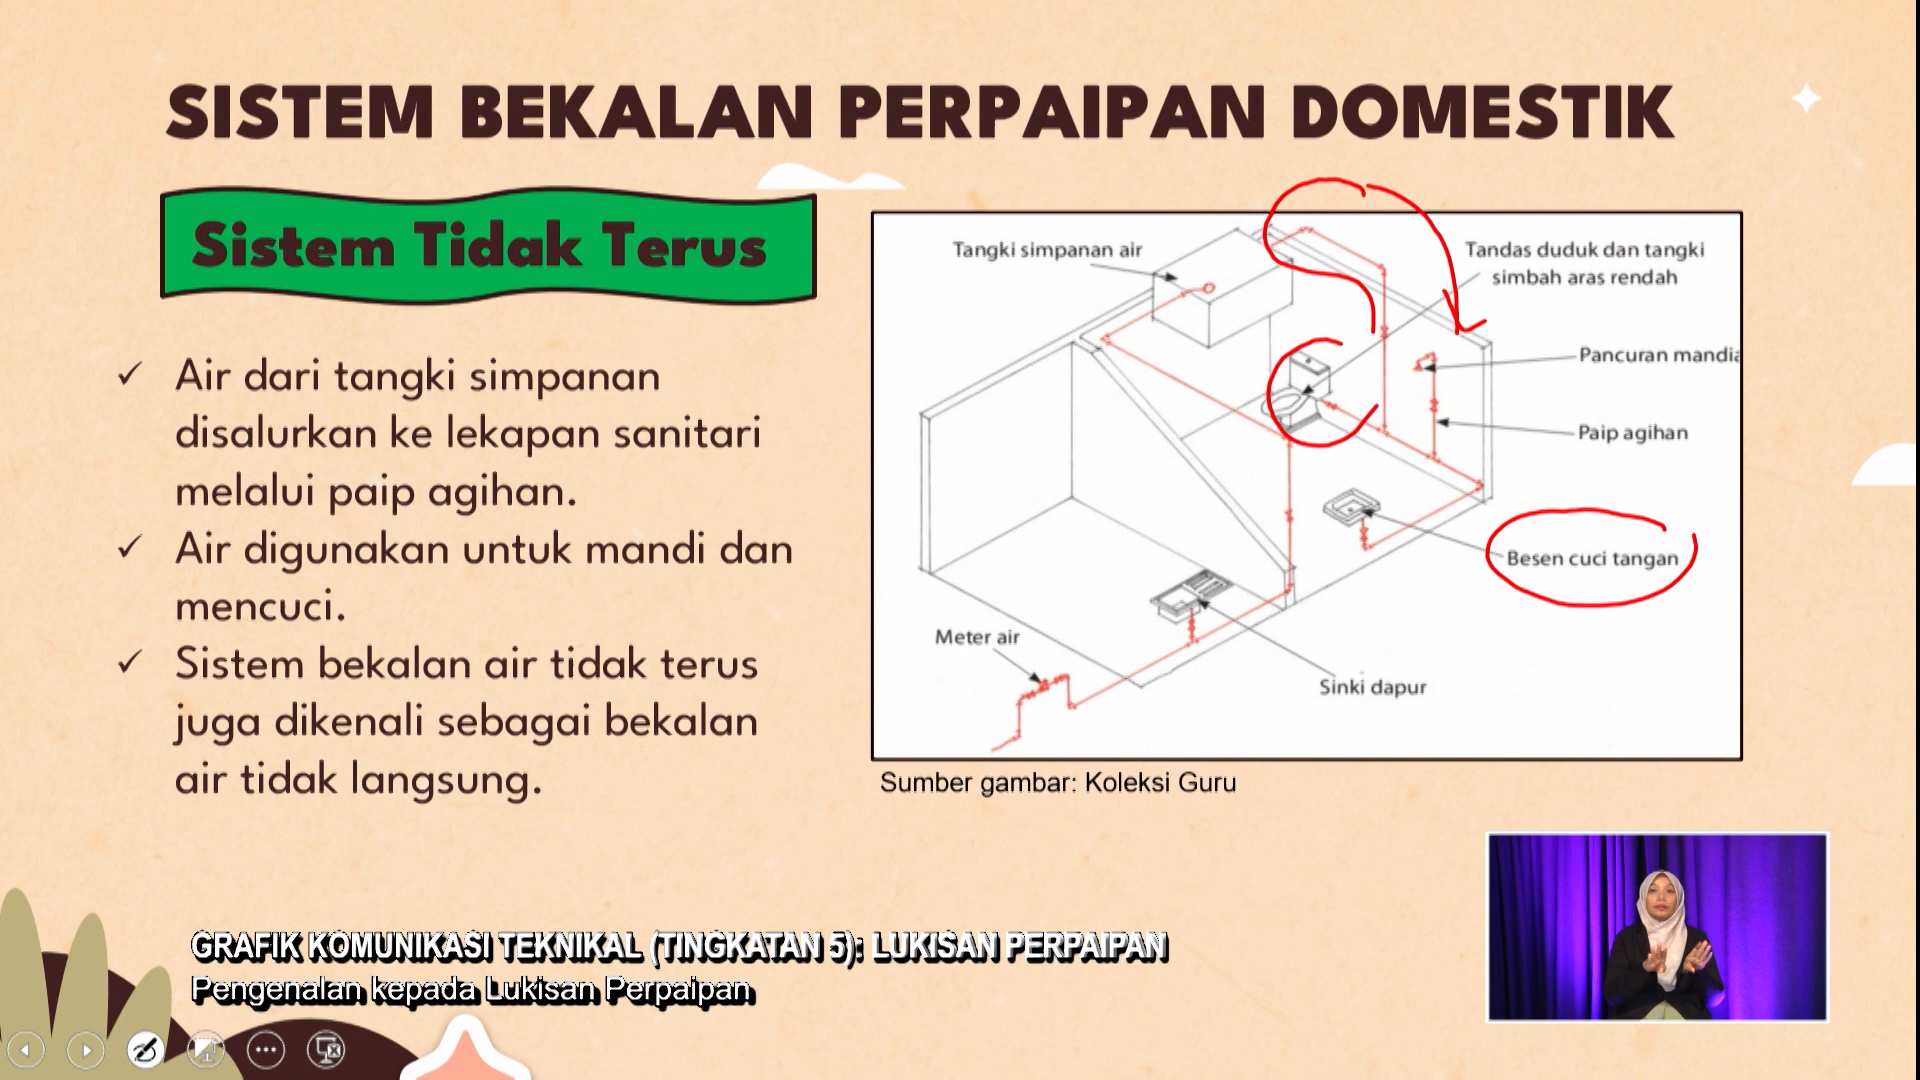 SISTEM BEKALAN PERPAIPAN DOMESTIK
Sistem Tidak Terus
✓ Air dari tangki simpanan
disalurkan ke lekapan sanitari
melalui paip agihan.
✓ Air digunakan untuk mandi dan
mencuci.
✓ Sistem bekalan air tidak terus
juga dikenali sebagai bekalan
air tidak langsung.
Tangki simpanan air
Tandas duduk dan tangki
simbah aras rendah
Pancuran mandia
Paip agihan
Besen cuci tangan
Meter air
Sinki dapur
Sumber gambar: Koleksi Guru
GRAFIK KOMUNIKASI TEKNIKAL (TINGKATAN 5): LUKISAN PERPAIPAN
Pengenalan kepada Lukisan Perpaipan